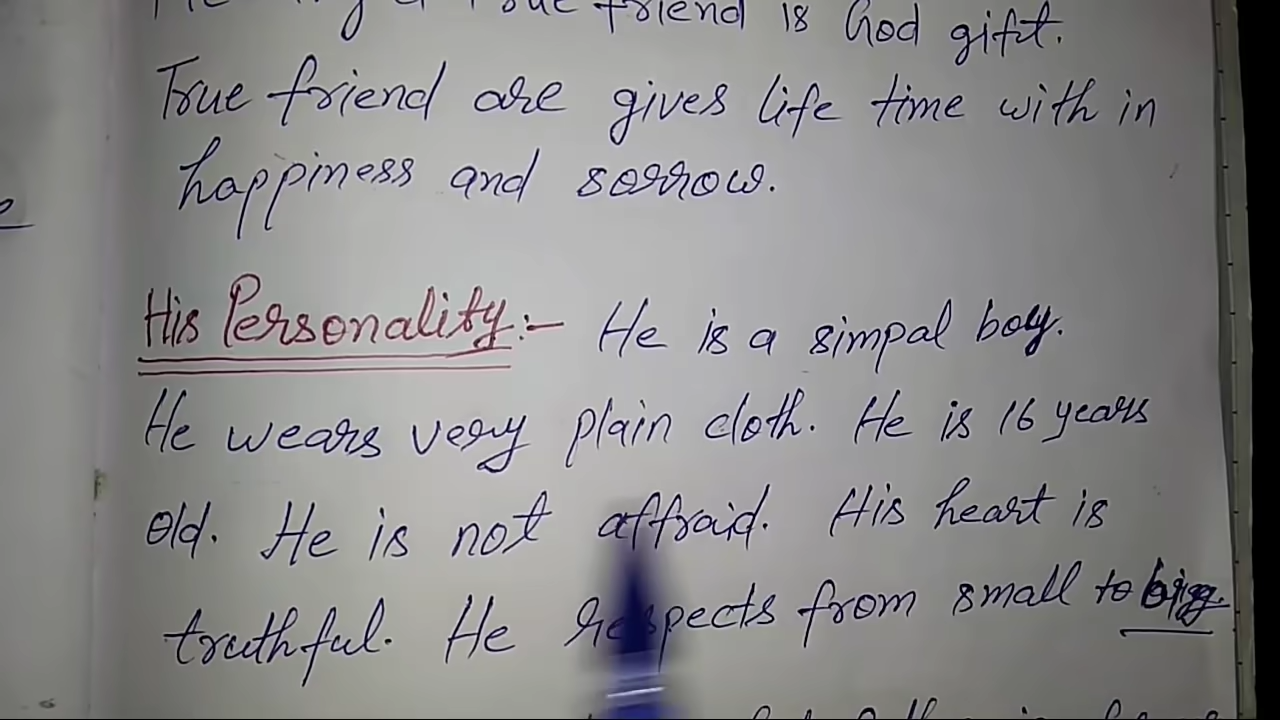 friend is God gift.
True friend are gives life time with in
happiness and sorrow.
His Personality:- He is a simpal boy.
He wears very plain cloth. He is 16 years
old. He is not affraid. His heart is
truthful. He respects from small to bigg.